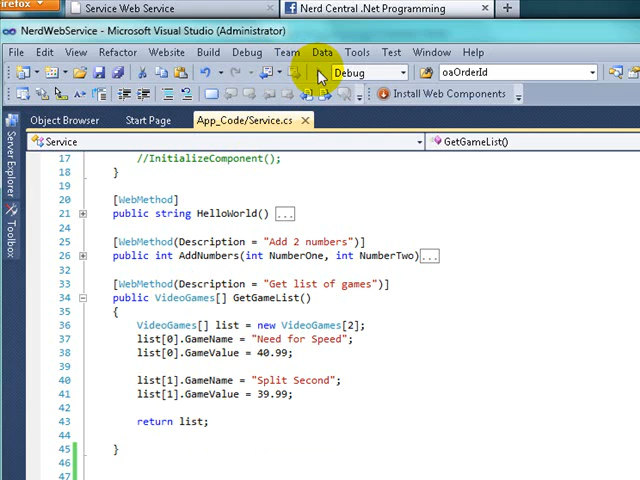 irefox
Service Web Service
Nerd Central .Net Programming
NerdWebService - Microsoft Visual Studio (Administrator)
File Edit View Refactor Website Build Debug Team Data Tools Test Window Help
Debug oaOrderId
Install Web Components
Object Browser Start Page App_Code/Service.cs
Service GetGameList()
Server Explorer
Toolbox
17 //InitializeComponent();
18 }
19
20 [WebMethod]
21 public string HelloWorld() ...
24
25 [WebMethod(Description = "Add 2 numbers")]
26 public int AddNumbers(int NumberOne, int NumberTwo)...
32
33 [WebMethod(Description = "Get list of games")]
34 public VideoGames[] GetGameList()
35 {
36 VideoGames[] list = new VideoGames[2];
37 list[0].GameName = "Need for Speed";
38 list[0].GameValue = 40.99;
39
40 list[1].GameName = "Split Second";
41 list[1].GameValue = 39.99;
42
43 return list;
44
45 }
46
47